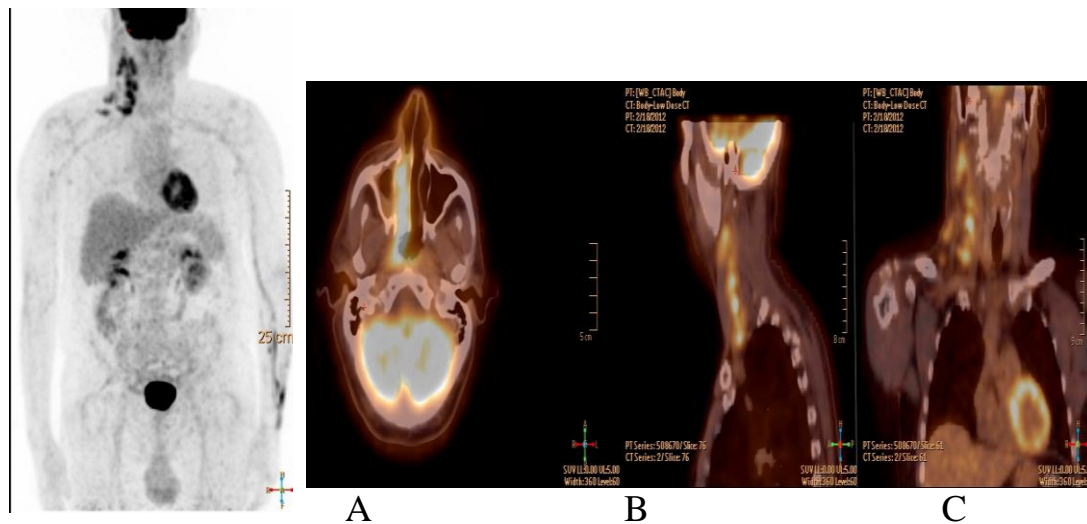 25 cm
5 cm
PT: [WB_CTAC] Body
CT: Body-Low Dose CT
PT: 2/18/2012
CT: 2/18/2012
8 cm
PT Series: 508670/Slice: 76
CT Series: 2/Slice: 76
SUV LL:0.00 UL:5.00
Width: 360 Level:60
PT: [WB_CTAC] Body
CT: Body-Low Dose CT
PT: 2/18/2012
CT: 2/18/2012
9 cm
PT Series: 508670/Slice: 61
CT Series: 2/Slice: 61
SUV LL:0.00 UL:5.00
Width: 360 Level:60
A
B
C